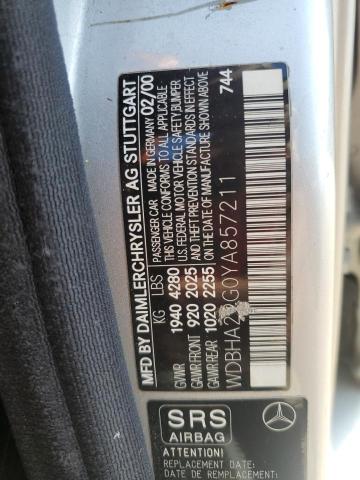 MFD BY DAIMLERCHRYSLER AG STUTTGART
PASSENGER CAR MADE IN GERMANY 02/00
KG LBS THIS VEHICLE CONFORMS TO ALL APPLICABLE
GVWR 1940 4280 U.S. FEDERAL MOTOR VEHICLE SAFETY, BUMPER
GAWR FRONT 920 2025 AND THEFT PREVENTION STANDARDS IN EFFECT
GAWR REAR 1020 2255 ON THE DATE OF MANUFACTURE SHOWN ABOVE
G0YA857211 744
SRS
AIRBAG
ATTENTION!
REPLACEMENT DATE:
DATE DE REMPLACEMENT: